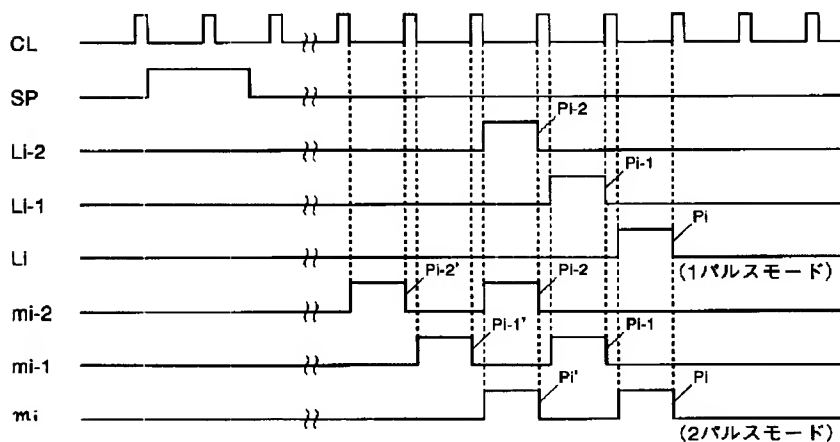 CL
SP
Pi-2
Li-2
Pi-1
Li-1
Pi
Li
(1パルスモード)
Pi-2' Pi-2
mi-2
Pi-1' Pi-1
mi-1
Pi' Pi
mi
(2パルスモード)